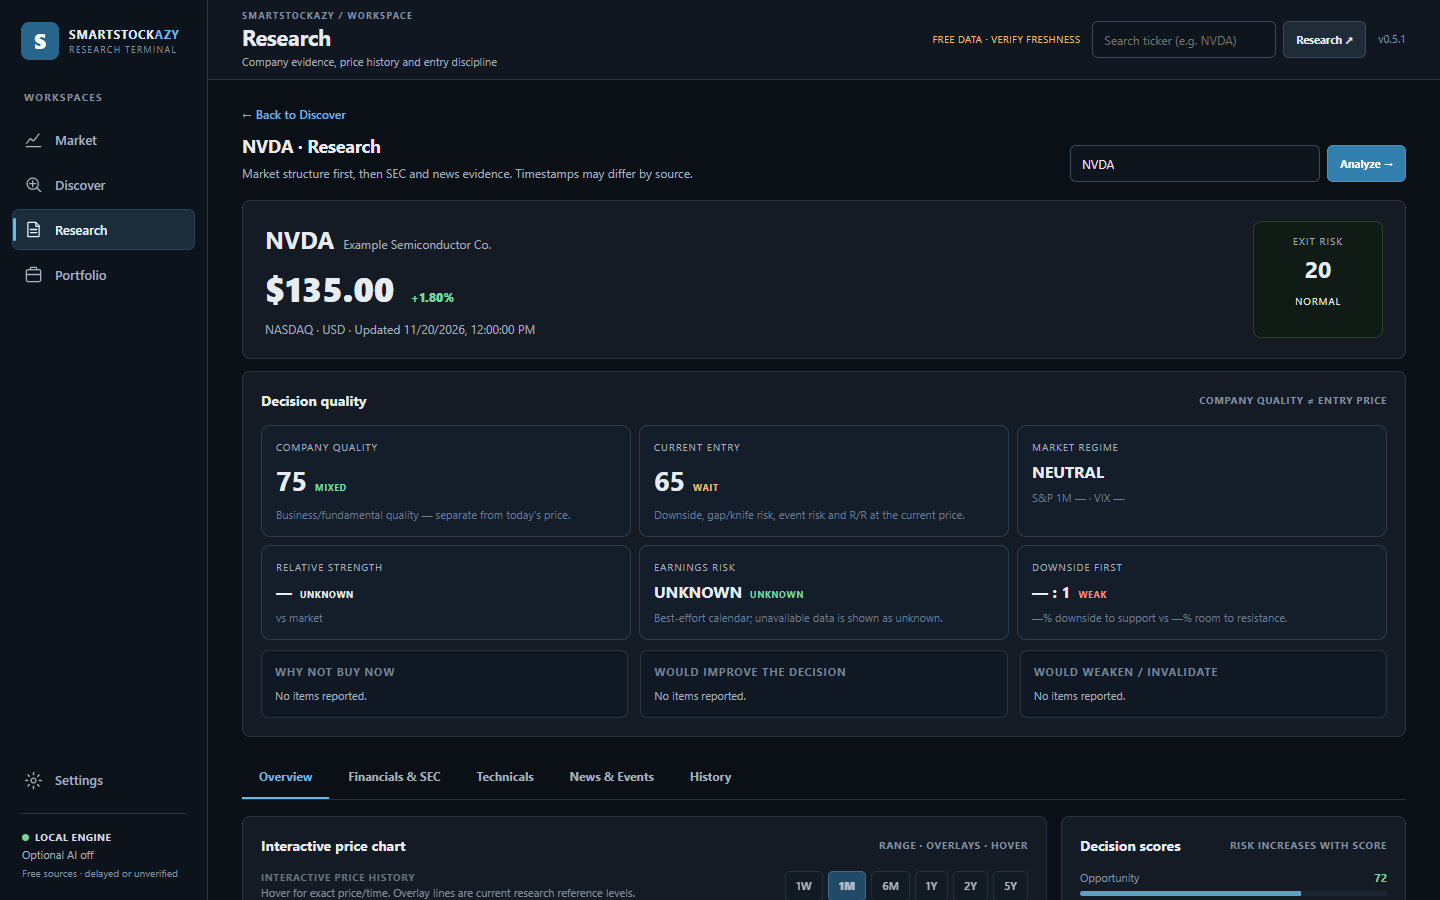 S
SMARTSTOCKAZY
RESEARCH TERMINAL
WORKSPACES
Market
Discover
Research
Portfolio
Settings
LOCAL ENGINE
Optional AI off
Free sources · delayed or unverified
SMARTSTOCKAZY / WORKSPACE
Research
Company evidence, price history and entry discipline
FREE DATA · VERIFY FRESHNESS
Search ticker (e.g. NVDA)
Research ↗
v0.5.1
← Back to Discover
NVDA · Research
Market structure first, then SEC and news evidence. Timestamps may differ by source.
NVDA
Analyze →
NVDA Example Semiconductor Co.
$135.00 +1.80%
NASDAQ · USD · Updated 11/20/2026, 12:00:00 PM
EXIT RISK
20
NORMAL
Decision quality
COMPANY QUALITY ≠ ENTRY PRICE
COMPANY QUALITY
75 MIXED
Business/fundamental quality — separate from today's price.
CURRENT ENTRY
65 WAIT
Downside, gap/knife risk, event risk and R/R at the current price.
MARKET REGIME
NEUTRAL
S&P 1M — · VIX —
RELATIVE STRENGTH
— UNKNOWN
vs market
EARNINGS RISK
UNKNOWN UNKNOWN
Best-effort calendar; unavailable data is shown as unknown.
DOWNSIDE FIRST
— : 1 WEAK
—% downside to support vs —% room to resistance.
WHY NOT BUY NOW
No items reported.
WOULD IMPROVE THE DECISION
No items reported.
WOULD WEAKEN / INVALIDATE
No items reported.
Overview
Financials & SEC
Technicals
News & Events
History
Interactive price chart
RANGE · OVERLAYS · HOVER
INTERACTIVE PRICE HISTORY
Hover for exact price/time. Overlay lines are current research reference levels.
1W
1M
6M
1Y
2Y
5Y
Decision scores
RISK INCREASES WITH SCORE
Opportunity
72